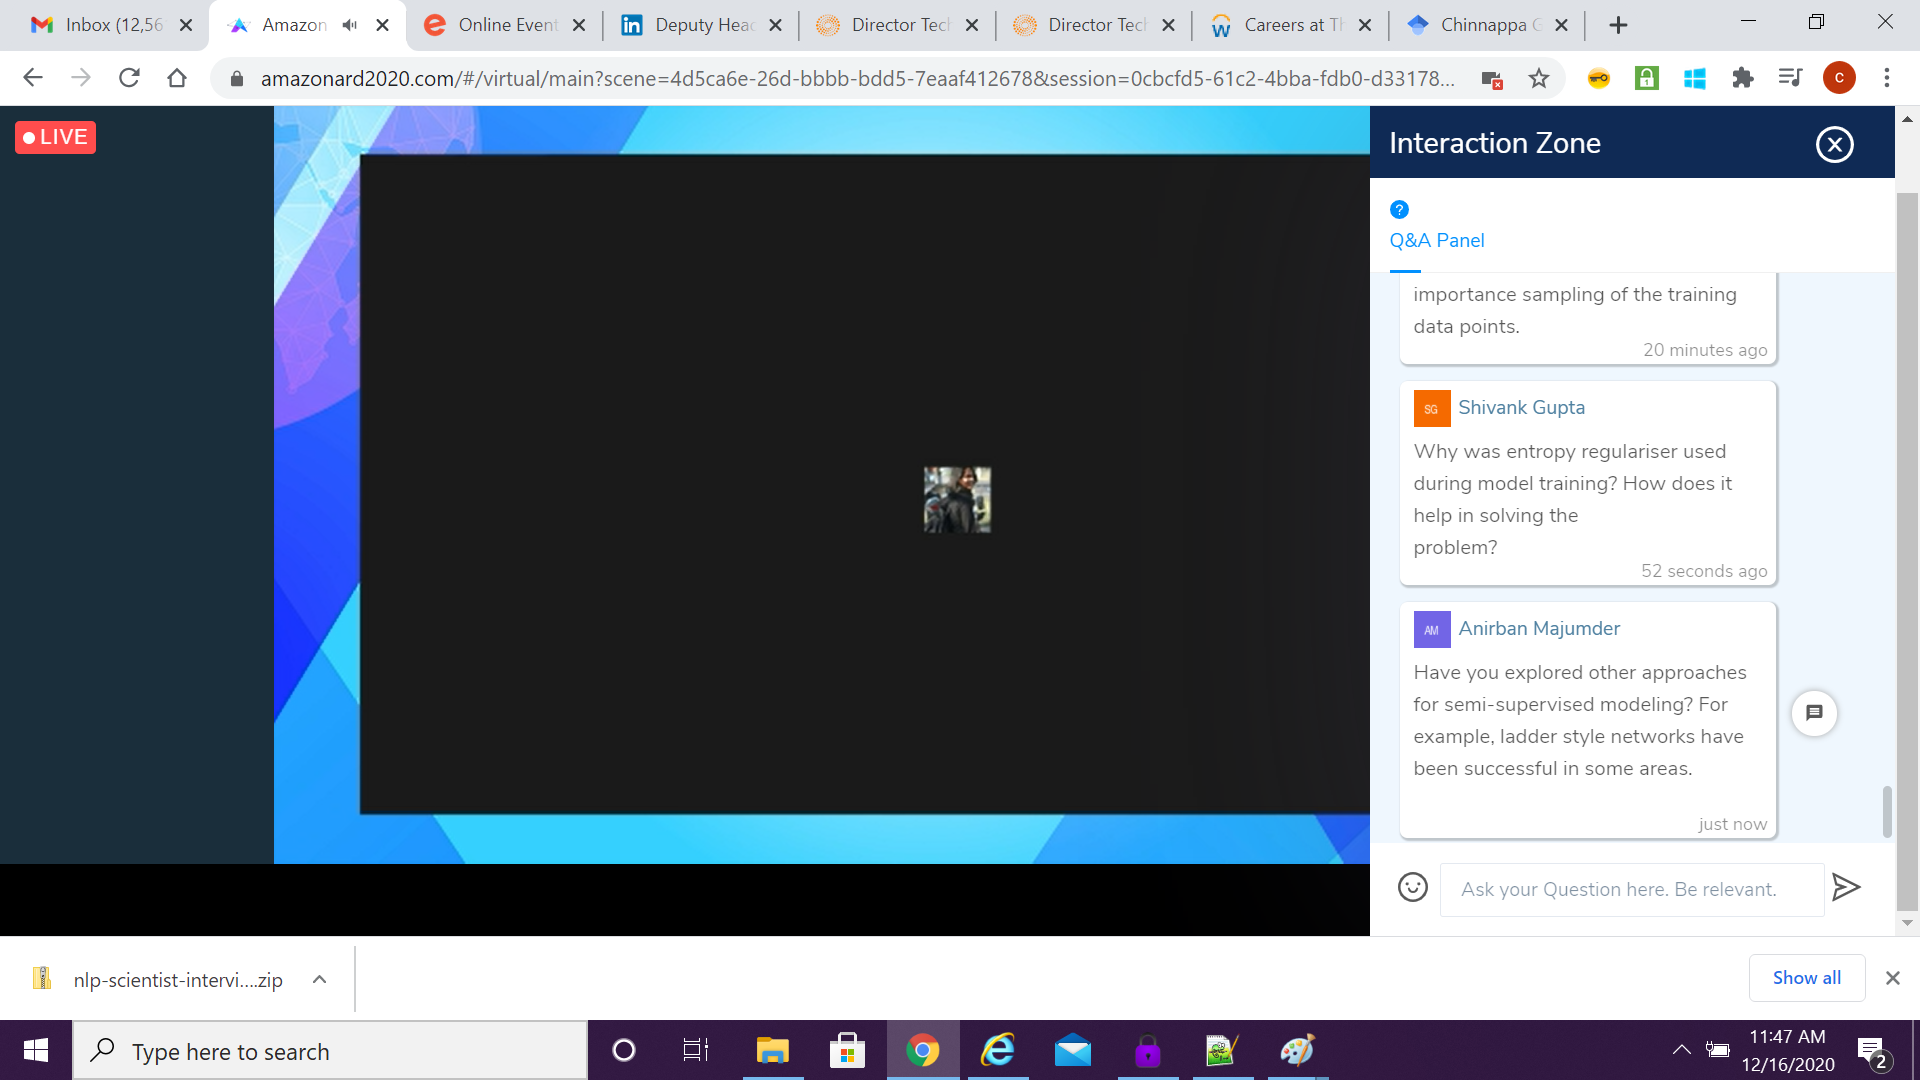 Inbox (12,56
Amazon
Online Event
Deputy Head
Director Tech
Director Tech
Careers at Th
Chinnappa G
amazonard2020.com/#/virtual/main?scene=4d5ca6e-26d-bbbb-bdd5-7eaaf412678&session=0cbcfd5-61c2-4bba-fdb0-d33178...
c
LIVE
Interaction Zone
Q&A Panel
importance sampling of the training
data points.
20 minutes ago
SG
Shivank Gupta
Why was entropy regulariser used
during model training? How does it
help in solving the
problem?
52 seconds ago
AM
Anirban Majumder
Have you explored other approaches
for semi-supervised modeling? For
example, ladder style networks have
been successful in some areas.
just now
Ask your Question here. Be relevant.
nlp-scientist-intervi....zip
Show all
Type here to search
11:47 AM
12/16/2020
2